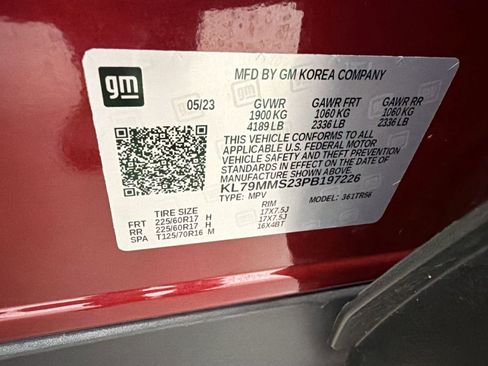 gm
MFD BY GM KOREA COMPANY
05/23 GVWR GAWR FRT GAWR RR
1900 KG 1060 KG 1060 KG
4189 LB 2336 LB 2336 LB
THIS VEHICLE CONFORMS TO ALL
APPLICABLE U.S. FEDERAL MOTOR
VEHICLE SAFETY AND THEFT PREVENTION
STANDARDS IN EFFECT ON THE DATE OF
MANUFACTURE SHOWN ABOVE.
KL79MMS23PB197226
TYPE: MPV MODEL: 361TR56
TIRE SIZE RIM
FRT 225/60R17 H 17X7.5J
RR 225/60R17 H 17X7.5J
SPA T125/70R16 M 16X4BT